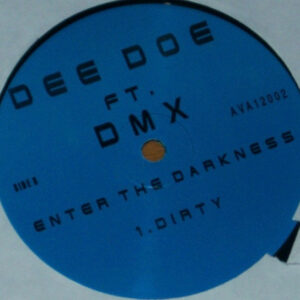 DEE DOE
FT.
DMX
AVA12002
SIDE B
ENTER THE DARKNESS
1.DIRTY